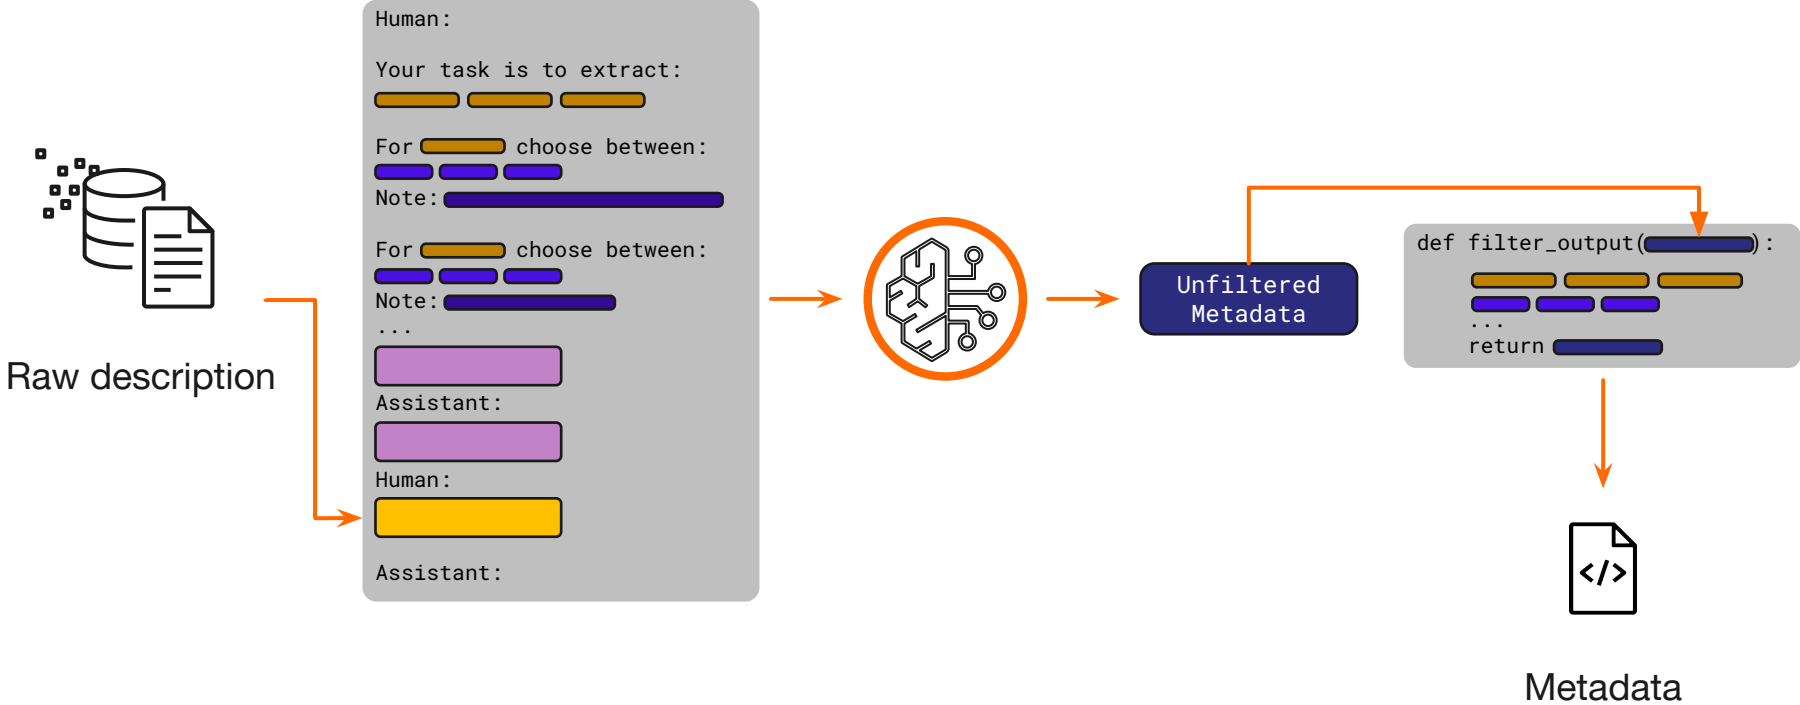 Raw description
Human:
Your task is to extract:
For choose between:
Note:
For choose between:
Note:
...
Assistant:
Human:
Assistant:
Unfiltered
Metadata
def filter_output( ):
...
return
</>
Metadata